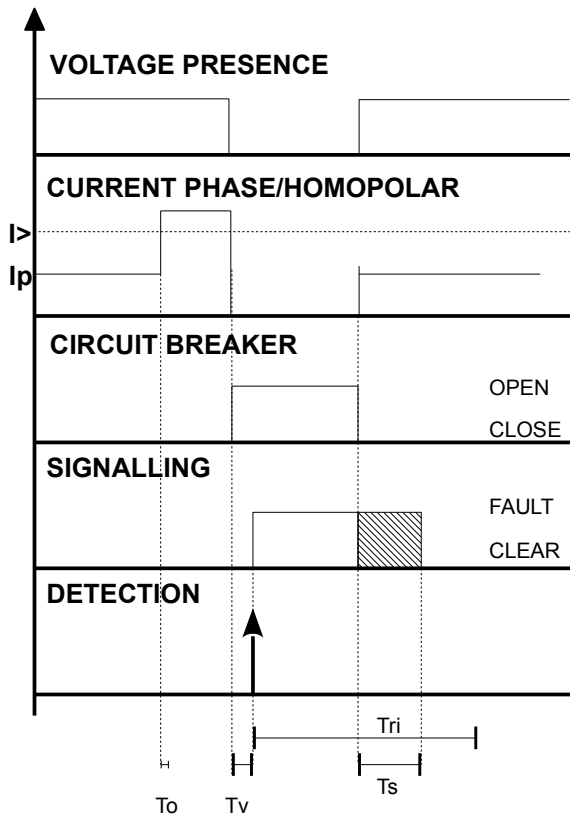 VOLTAGE PRESENCE
CURRENT PHASE/HOMOPOLAR
I>
Ip
CIRCUIT BREAKER
OPEN
CLOSE
SIGNALLING
FAULT
CLEAR
DETECTION
Tri
Ts
To
Tv